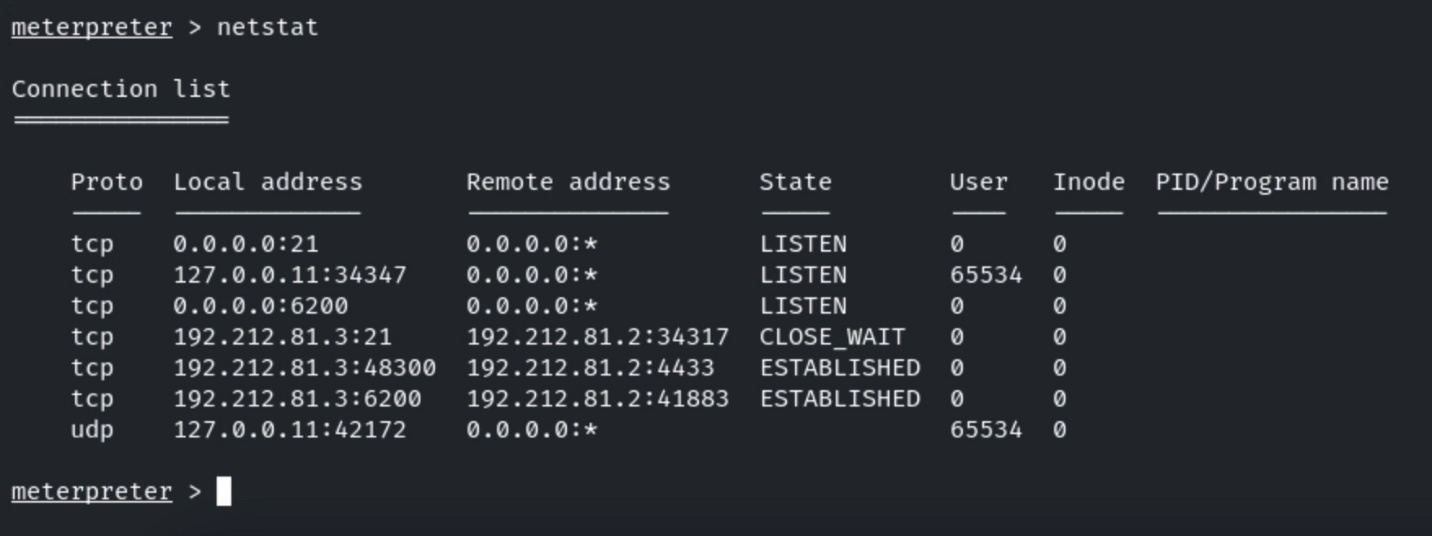 meterpreter > netstat
Connection list
===============
Proto  Local address        Remote address       State        User   Inode  PID/Program name
-----  -------------        --------------       -----        ----   -----  ----------------
tcp    0.0.0.0:21           0.0.0.0:*            LISTEN       0      0
tcp    127.0.0.11:34347     0.0.0.0:*            LISTEN       65534  0
tcp    0.0.0.0:6200         0.0.0.0:*            LISTEN       0      0
tcp    192.212.81.3:21      192.212.81.2:34317   CLOSE_WAIT   0      0
tcp    192.212.81.3:48300   192.212.81.2:4433    ESTABLISHED  0      0
tcp    192.212.81.3:6200    192.212.81.2:41883   ESTABLISHED  0      0
udp    127.0.0.11:42172     0.0.0.0:*                         65534  0
meterpreter >